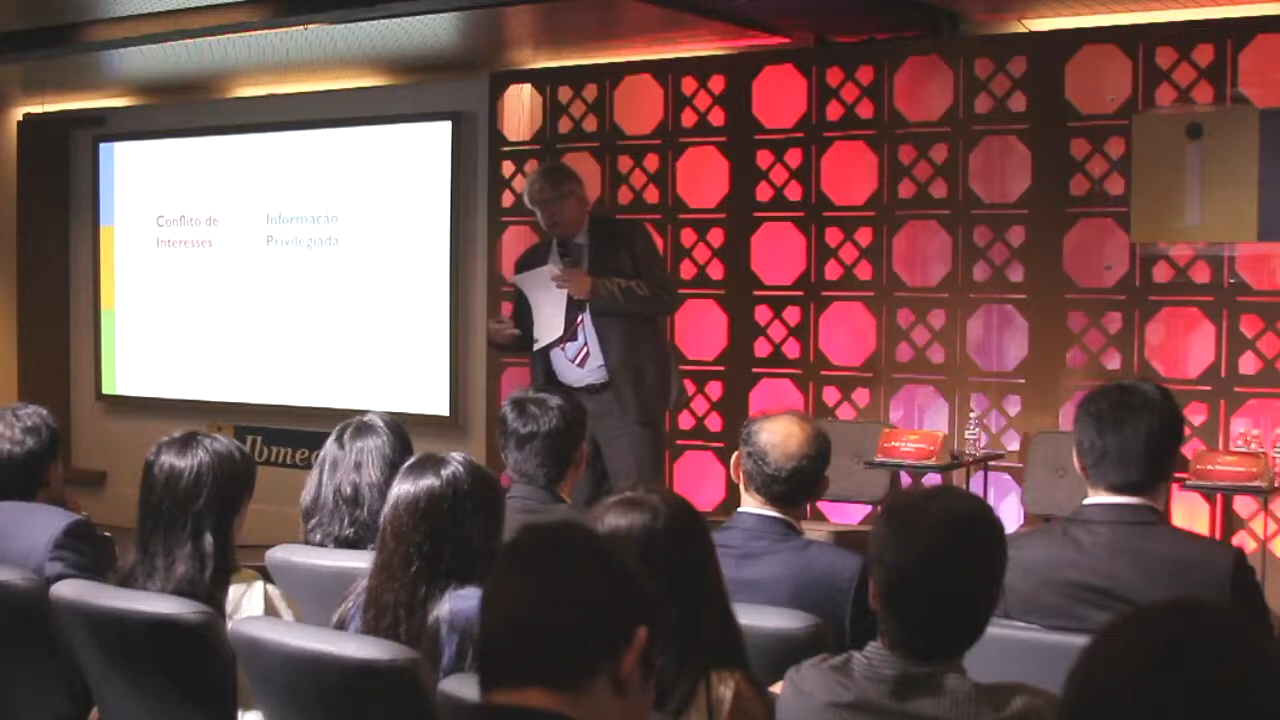 Conflito de
Interesses
Informação
Privilegiada
Ibmec